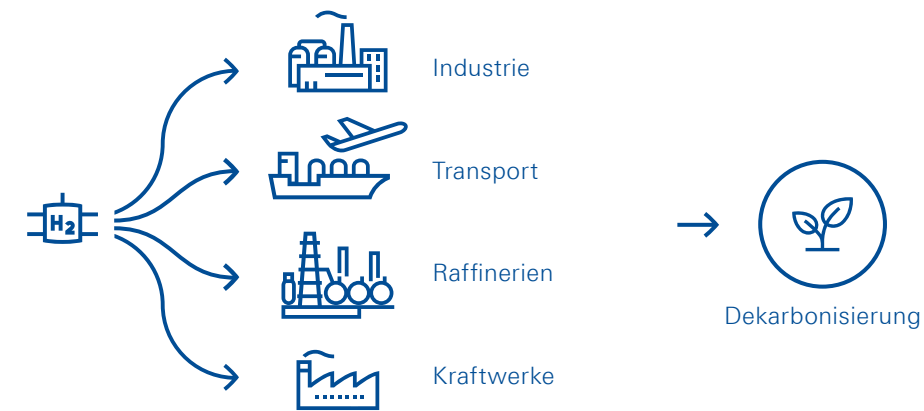 Industrie
Transport
H2
Raffinerien
Dekarbonisierung
Kraftwerke